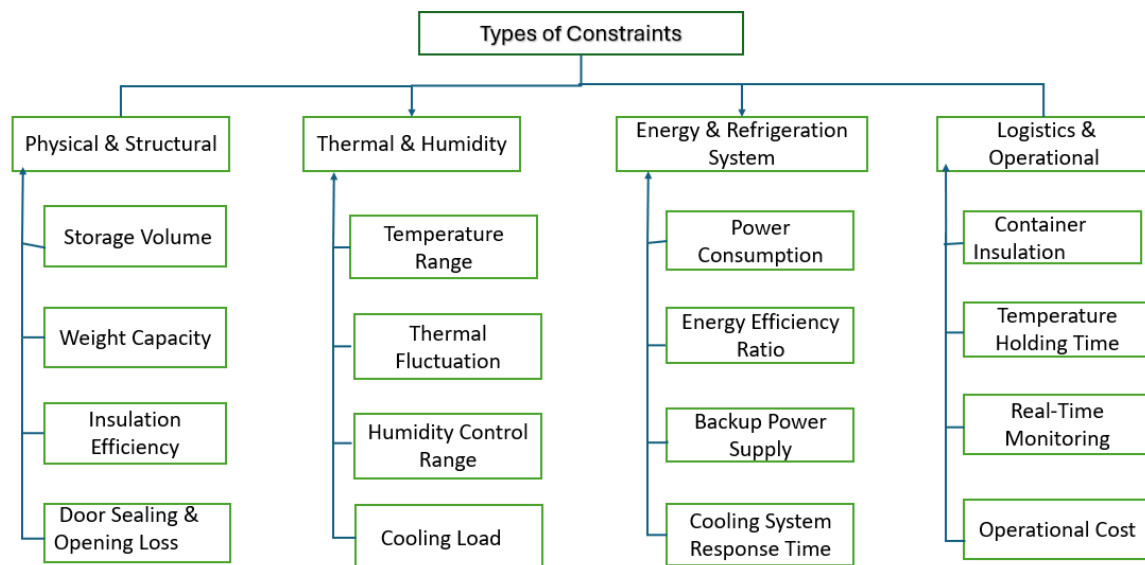 Types of Constraints
Physical & Structural
Storage Volume
Weight Capacity
Insulation
Efficiency
Door Sealing &
Opening Loss
Thermal & Humidity
Temperature
Range
Thermal
Fluctuation
Humidity Control
Range
Cooling Load
Energy & Refrigeration
System
Power
Consumption
Energy Efficiency
Ratio
Backup Power
Supply
Cooling System
Response Time
Logistics &
Operational
Container
Insulation
Temperature
Holding Time
Real-Time
Monitoring
Operational Cost